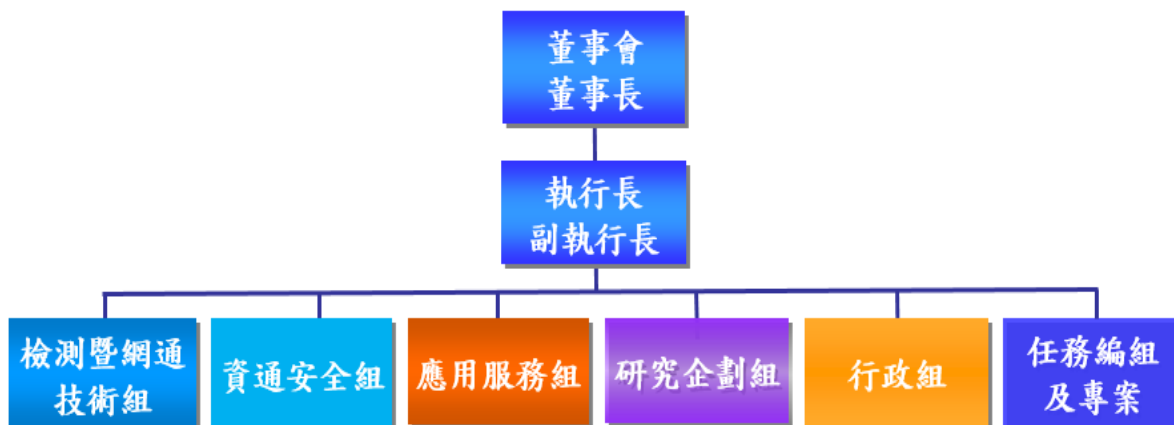 董事會
董事長
執行長
副執行長
檢測暨網通
技術組
資通安全組
應用服務組
研究企劃組
行政組
任務編組
及專案